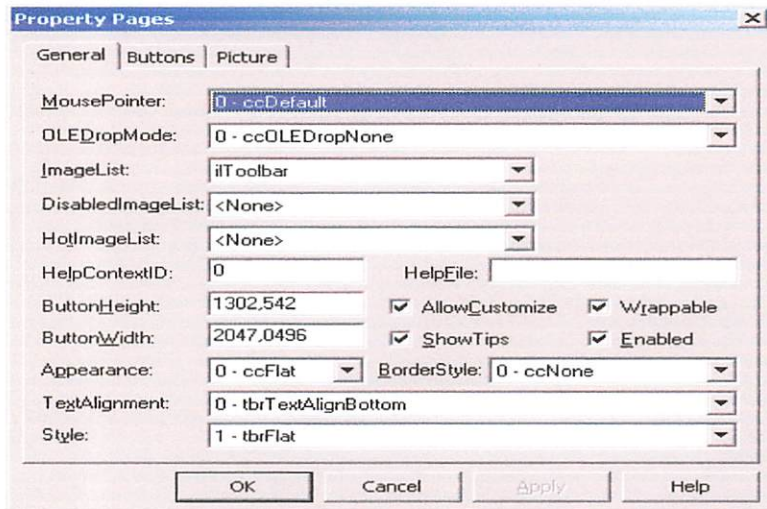 Property Pages
General Buttons Picture
MousePointer: 0 - ccDefault
OLEDropMode: 0 - ccOLEDropNone
ImageList: ilToolbar
DisabledImageList: <None>
HotImageList: <None>
HelpContextID: 0 HelpFile:
ButtonHeight: 1302,542 AllowCustomize Wrappable
ButtonWidth: 2047,0496 ShowTips Enabled
Appearance: 0 - ccFlat BorderStyle: 0 - ccNone
TextAlignment: 0 - tbrTextAlignBottom
Style: 1 - tbrFlat
OK Cancel Apply Help